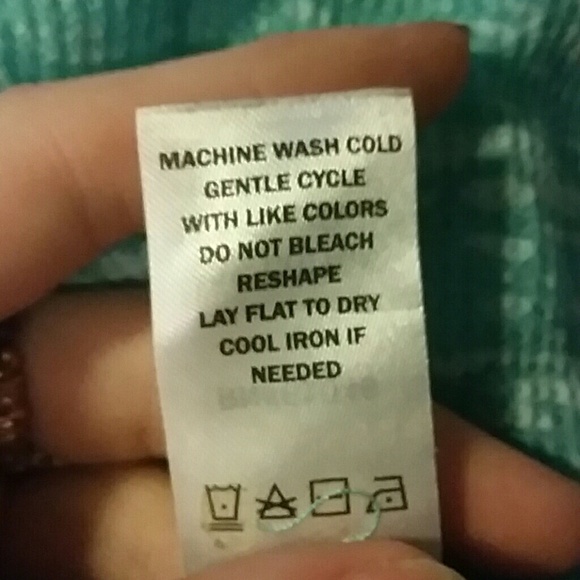 MACHINE WASH COLD
GENTLE CYCLE
WITH LIKE COLORS
DO NOT BLEACH
RESHAPE
LAY FLAT TO DRY
COOL IRON IF
NEEDED